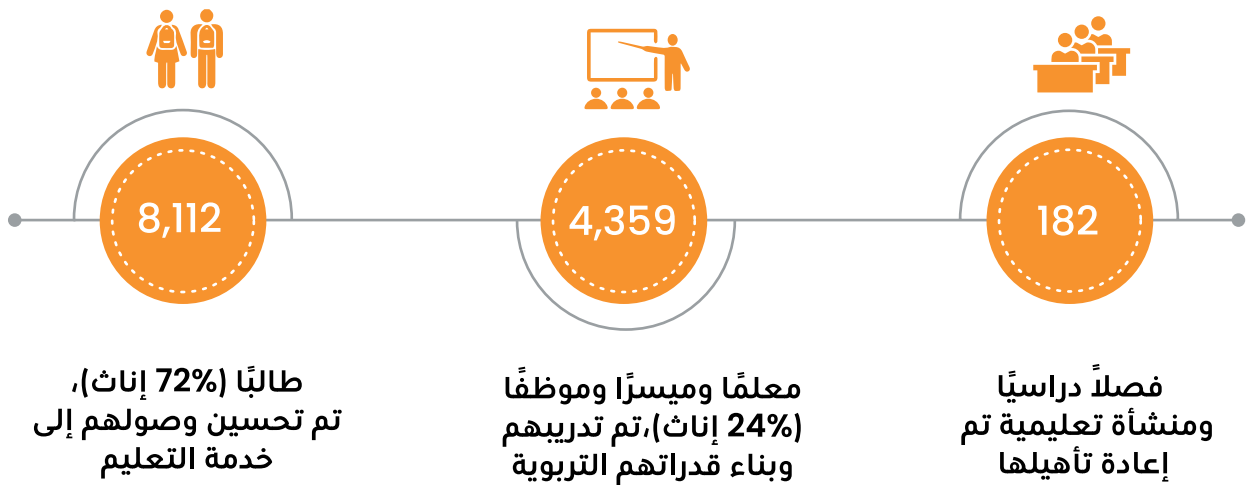 182
فصلاً دراسيًا
ومنشأة تعليمية تم
إعادة تأهيلها
4,359
معلمًا وميسرًا وموظفًا
(24% إناث)،تم تدريبهم
وبناء قدراتهم التربوية
8,112
طالبًا (72% إناث)،
تم تحسين وصولهم إلى
خدمة التعليم